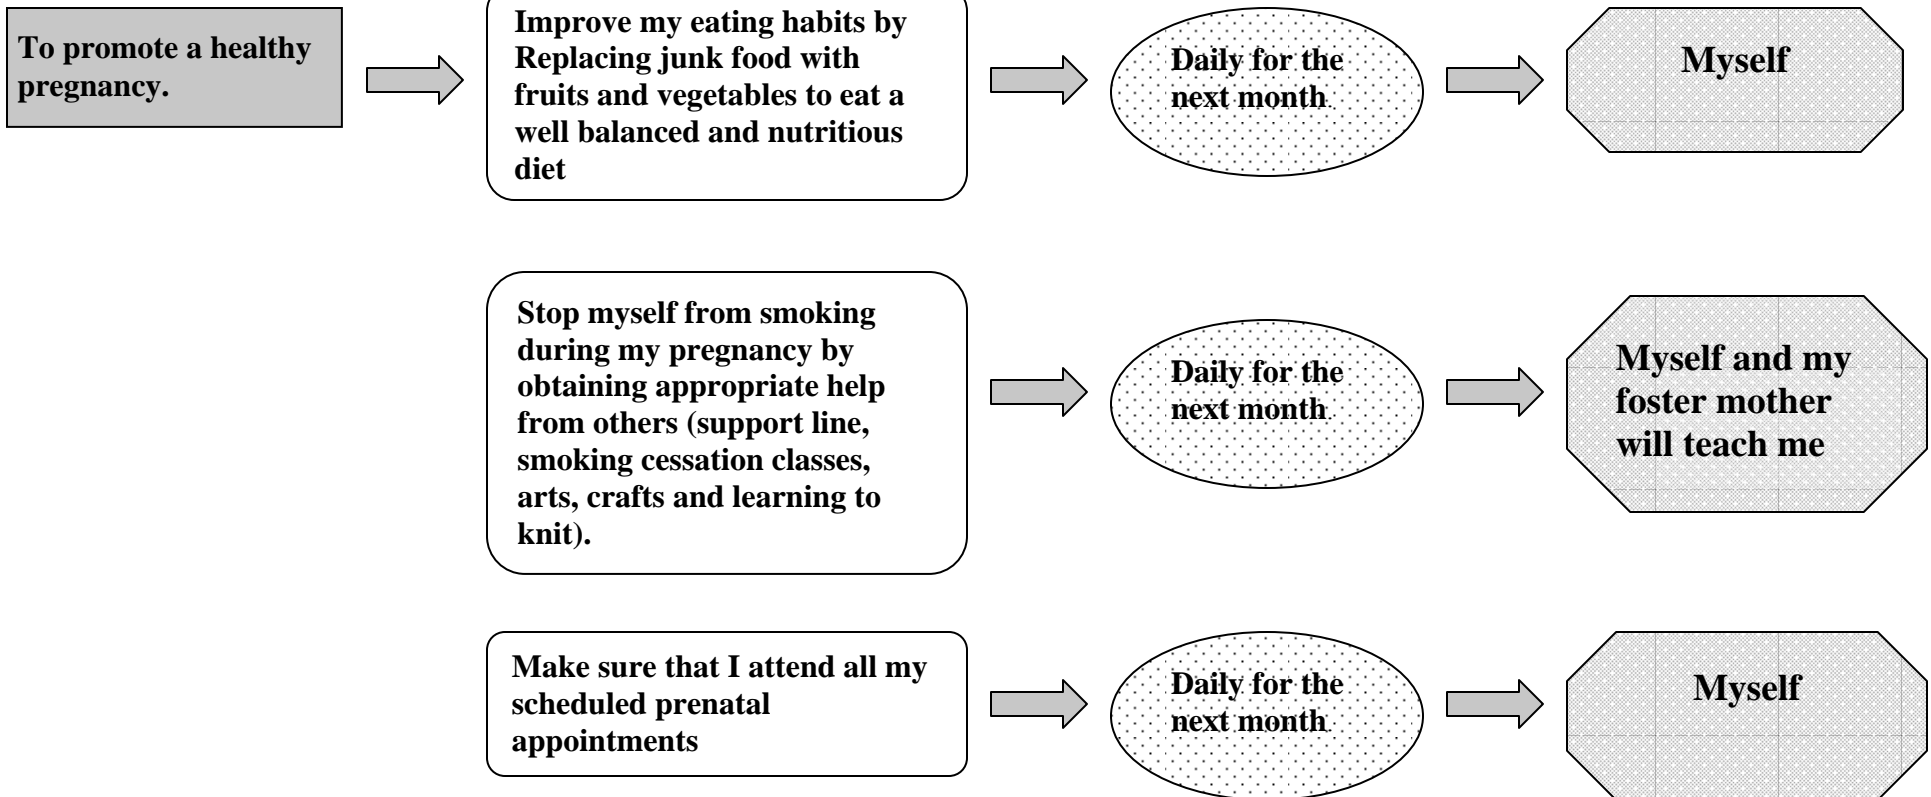 To promote a healthy
pregnancy.
Improve my eating habits by
Replacing junk food with
fruits and vegetables to eat a
well balanced and nutritious
diet
Daily for the
next month.
Myself
Stop myself from smoking
during my pregnancy by
obtaining appropriate help
from others (support line,
smoking cessation classes,
arts, crafts and learning to
knit).
Daily for the
next month.
Myself and my
foster mother
will teach me
Make sure that I attend all my
scheduled prenatal
appointments
Daily for the
next month.
Myself